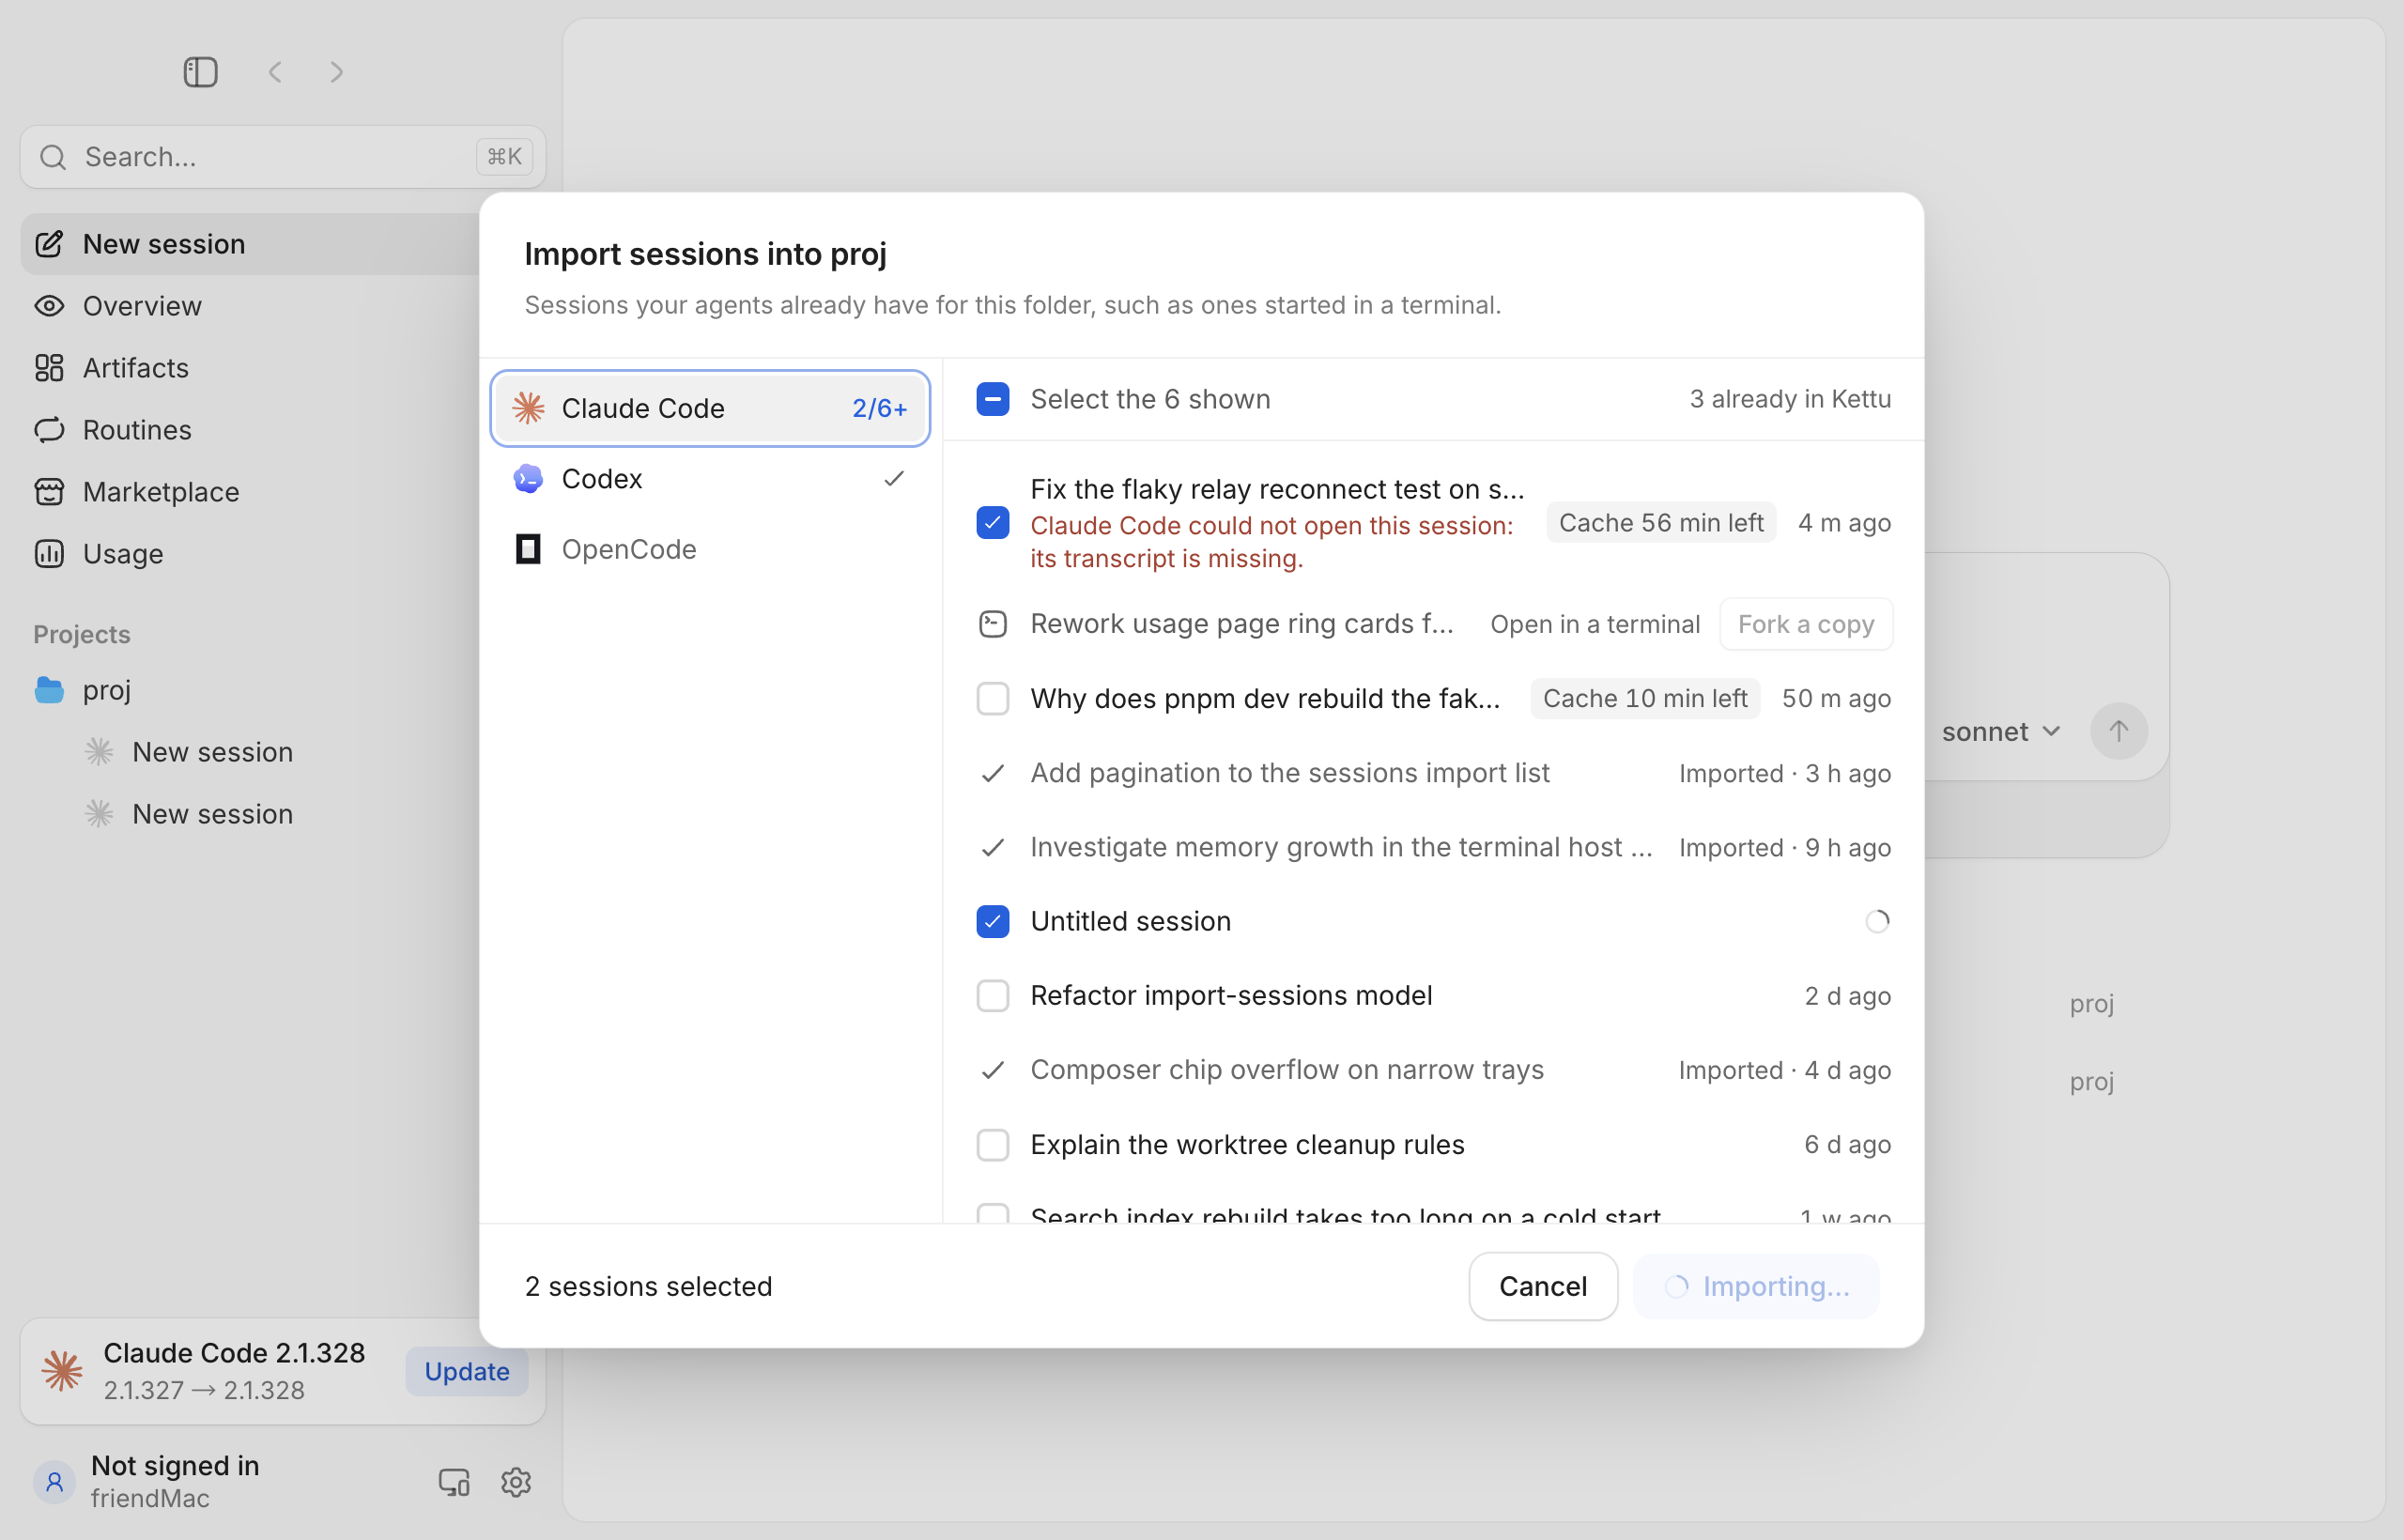 Search...
⌘K
New session
Overview
Artifacts
Routines
Marketplace
Usage
Projects
proj
New session
New session
Claude Code 2.1.328
2.1.327 → 2.1.328
Update
Not signed in
friendMac
Import sessions into proj
Sessions your agents already have for this folder, such as ones started in a terminal.
Claude Code 2/6+
Codex
OpenCode
Select the 6 shown 3 already in Kettu
Fix the flaky relay reconnect test on s...
Claude Code could not open this session:
its transcript is missing.
Cache 56 min left 4 m ago
Rework usage page ring cards f... Open in a terminal Fork a copy
Why does pnpm dev rebuild the fak... Cache 10 min left 50 m ago
Add pagination to the sessions import list Imported · 3 h ago
Investigate memory growth in the terminal host ... Imported · 9 h ago
Untitled session
Refactor import-sessions model 2 d ago
Composer chip overflow on narrow trays Imported · 4 d ago
Explain the worktree cleanup rules 6 d ago
Search index rebuild takes too long on a cold start 1 w ago
2 sessions selected
Cancel
Importing...
sonnet
proj
proj